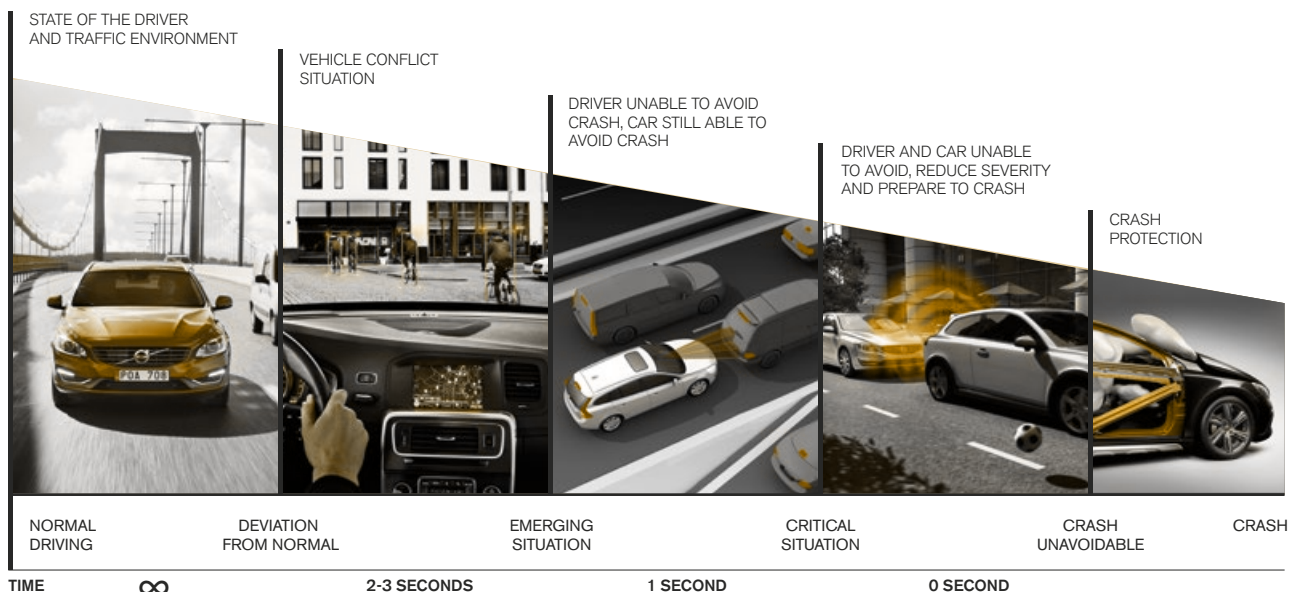 STATE OF THE DRIVER
AND TRAFFIC ENVIRONMENT
VEHICLE CONFLICT
SITUATION
DRIVER UNABLE TO AVOID
CRASH, CAR STILL ABLE TO
AVOID CRASH
DRIVER AND CAR UNABLE
TO AVOID, REDUCE SEVERITY
AND PREPARE TO CRASH
CRASH
PROTECTION
POA 708
NORMAL
DRIVING
DEVIATION
FROM NORMAL
EMERGING
SITUATION
CRITICAL
SITUATION
CRASH
UNAVOIDABLE
CRASH
TIME ∞ 2-3 SECONDS 1 SECOND 0 SECOND